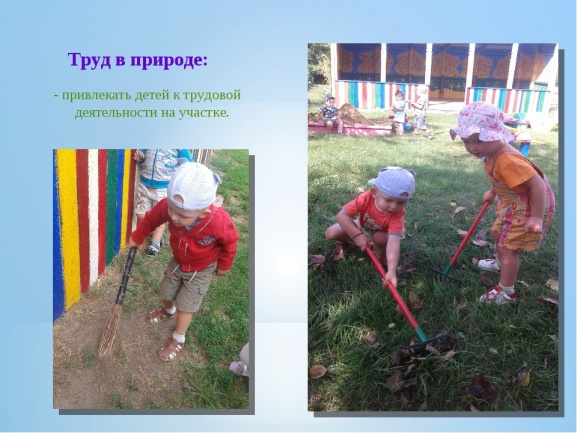 Труд в природе:
- привлекать детей к трудовой
деятельности на участке.